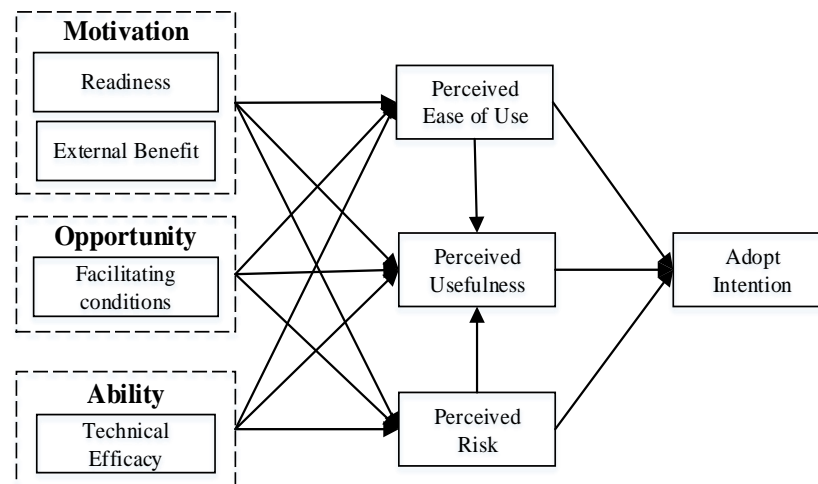 Motivation
Readiness
External Benefit
Opportunity
Facilitating
conditions
Ability
Technical
Efficacy
Perceived
Ease of Use
Perceived
Usefulness
Perceived
Risk
Adopt
Intention